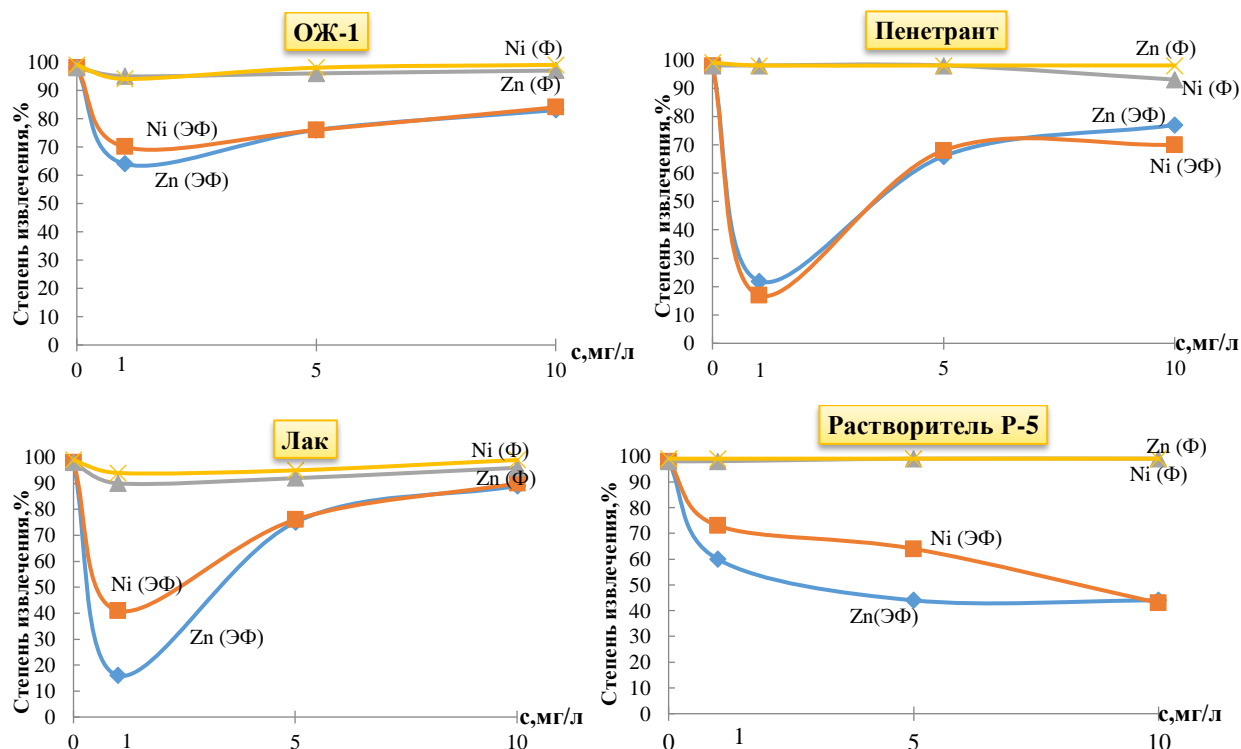 ОЖ-1
Степень извлечения,%
100
90
80
70
60
50
40
30
20
10
0
Ni (Ф)
Zn (Ф)
Ni (ЭФ)
Zn (ЭФ)
0
1
5
10
с,мг/л
Пенетрант
Степень извлечения,%
100
90
80
70
60
50
40
30
20
10
0
Zn (Ф)
Ni (Ф)
Zn (ЭФ)
Ni (ЭФ)
0
1
5
10
с,мг/л
Лак
Степень извлечения,%
100
90
80
70
60
50
40
30
20
10
0
Ni (Ф)
Zn (Ф)
Ni (ЭФ)
Zn (ЭФ)
0
1
5
10
с,мг/л
Растворитель Р-5
Степень извлечения,%
100
90
80
70
60
50
40
30
20
10
0
Zn (Ф)
Ni (Ф)
Ni (ЭФ)
Zn(ЭФ)
0
1
5
10
с,мг/л